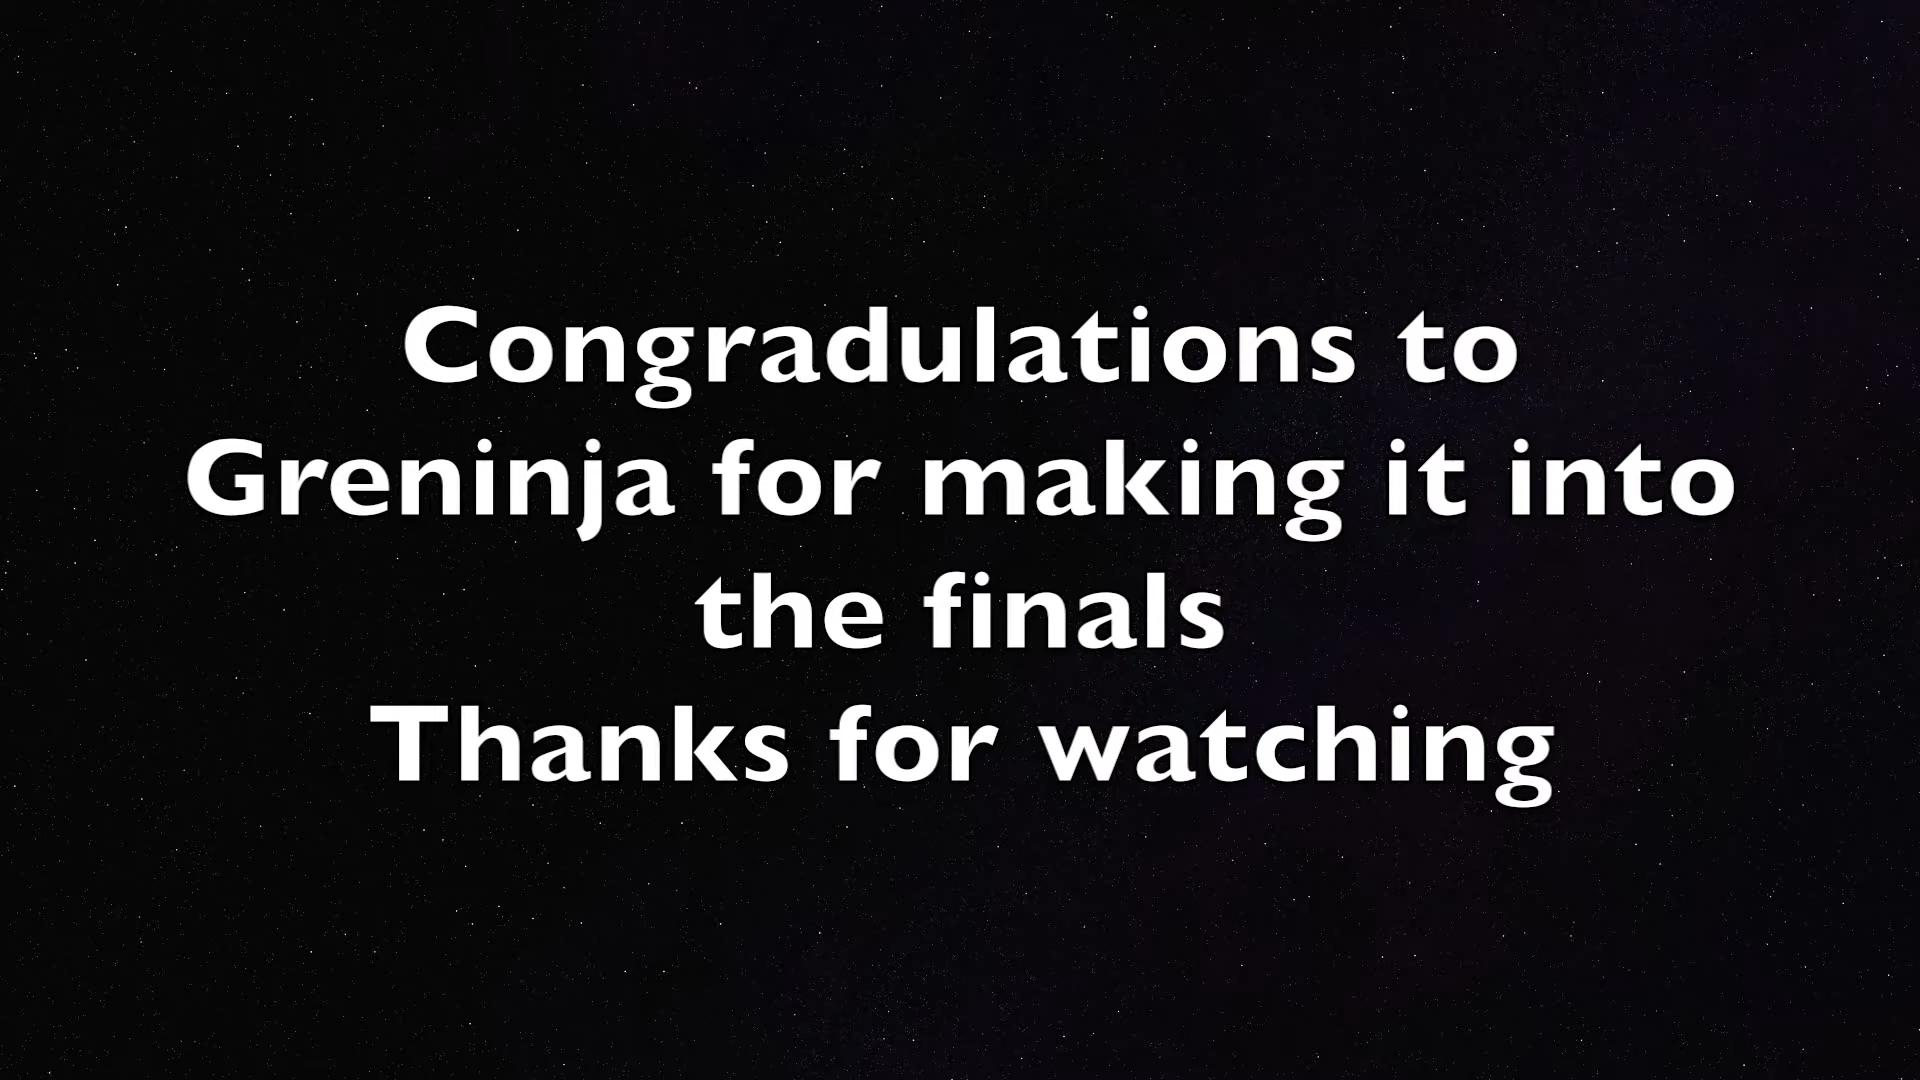 Congradulations to
Greninja for making it into
the finals
Thanks for watching